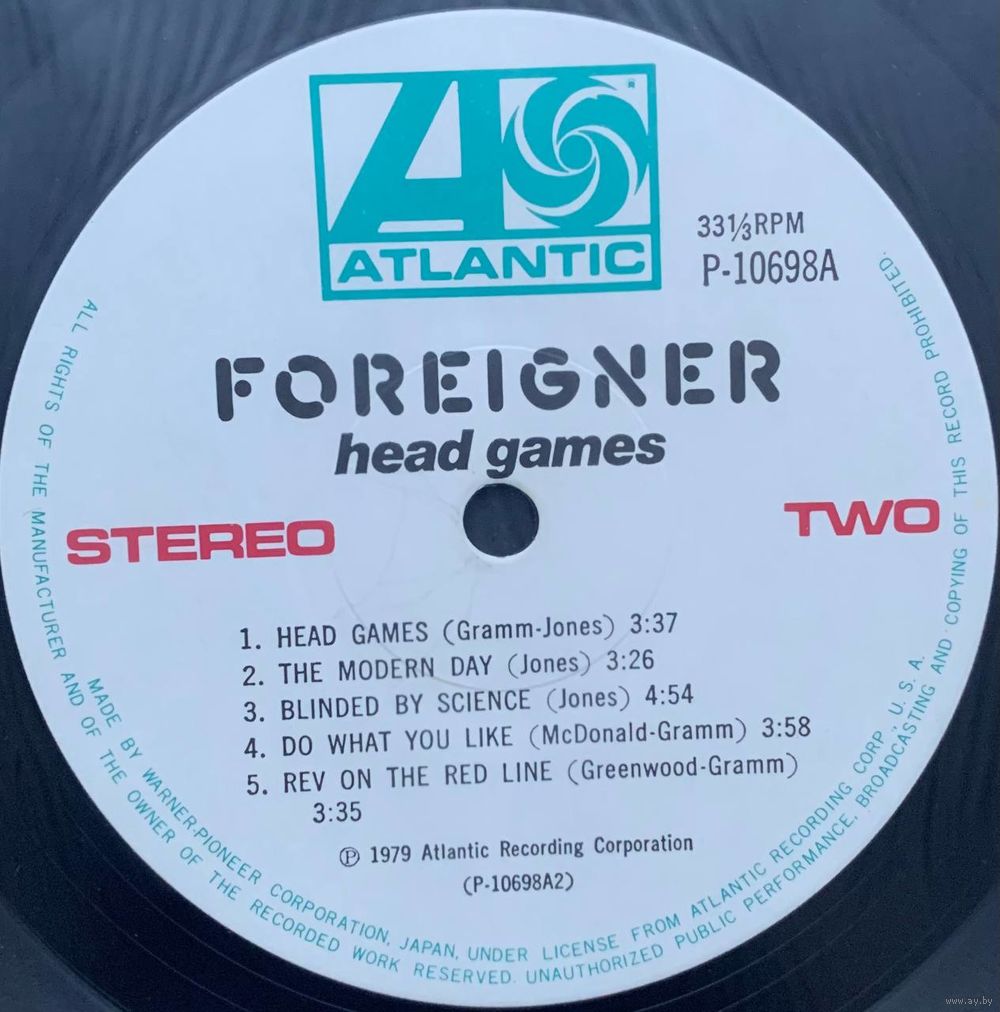 ATLANTIC
®
33⅓RPM
P-10698A
FOREIGNER
head games
STEREO
TWO
1. HEAD GAMES (Gramm-Jones) 3:37
2. THE MODERN DAY (Jones) 3:26
3. BLINDED BY SCIENCE (Jones) 4:54
4. DO WHAT YOU LIKE (McDonald-Gramm) 3:58
5. REV ON THE RED LINE (Greenwood-Gramm)
3:35
Ⓟ 1979 Atlantic Recording Corporation
(P-10698A2)
MADE BY WARNER-PIONEER CORPORATION, JAPAN, UNDER LICENSE FROM ATLANTIC RECORDING CORP., U. S. A.
ALL RIGHTS OF THE MANUFACTURER AND OF THE OWNER OF THE RECORDED WORK RESERVED. UNAUTHORIZED PUBLIC PERFORMANCE, BROADCASTING AND COPYING OF THIS RECORD PROHIBITED.
www.ay.by